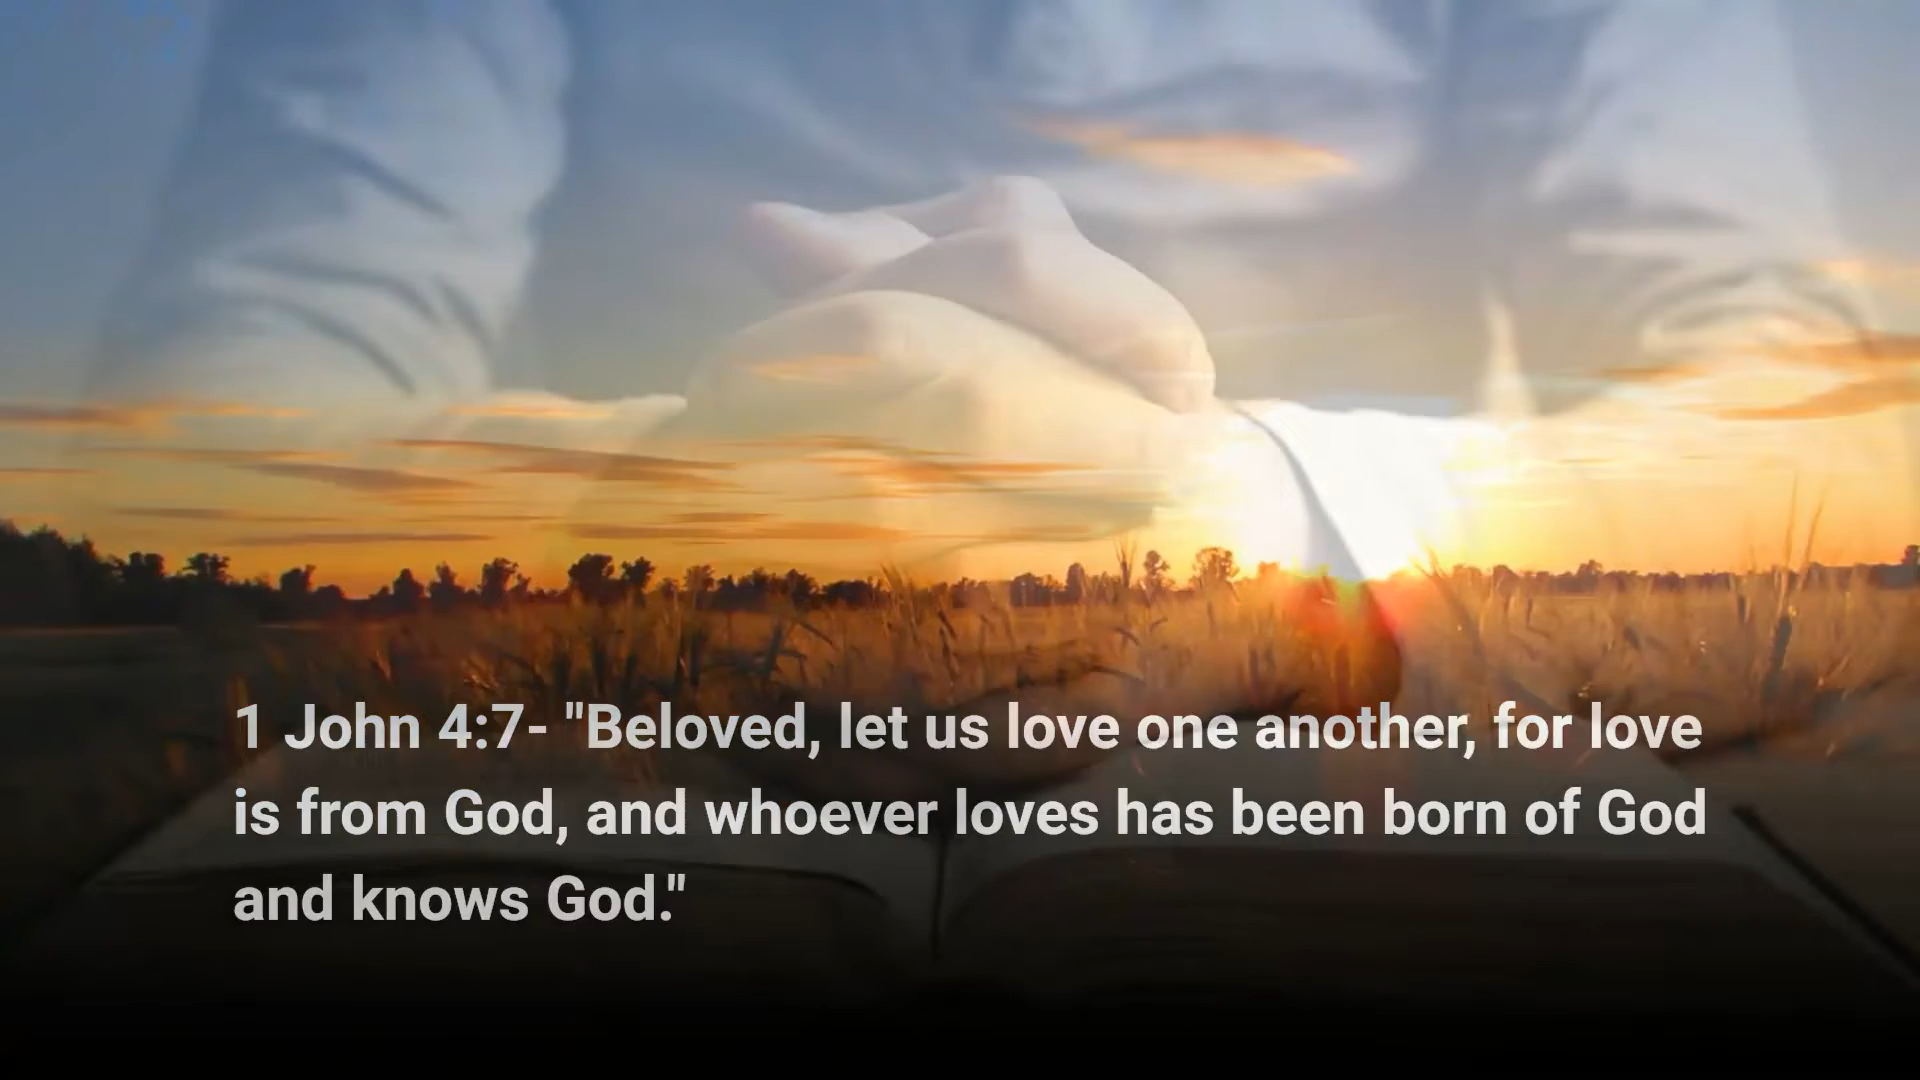 1 John 4:7- "Beloved, let us love one another, for love
is from God, and whoever loves has been born of God
and knows God."